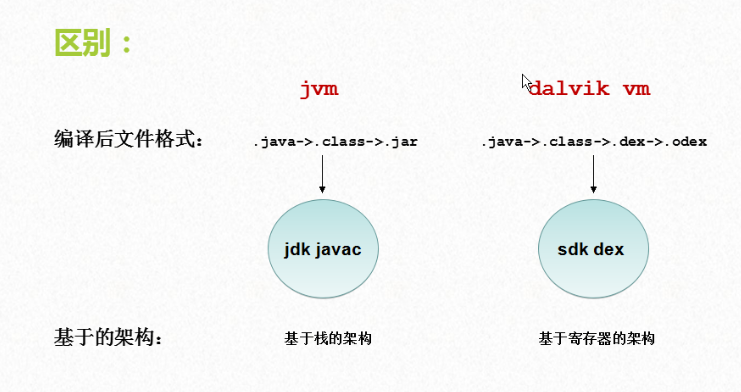 区别：
jvm dalvik vm
编译后文件格式： .java->.class->.jar .java->.class->.dex->.odex
jdk javac sdk dex
基于的架构： 基于栈的架构 基于寄存器的架构